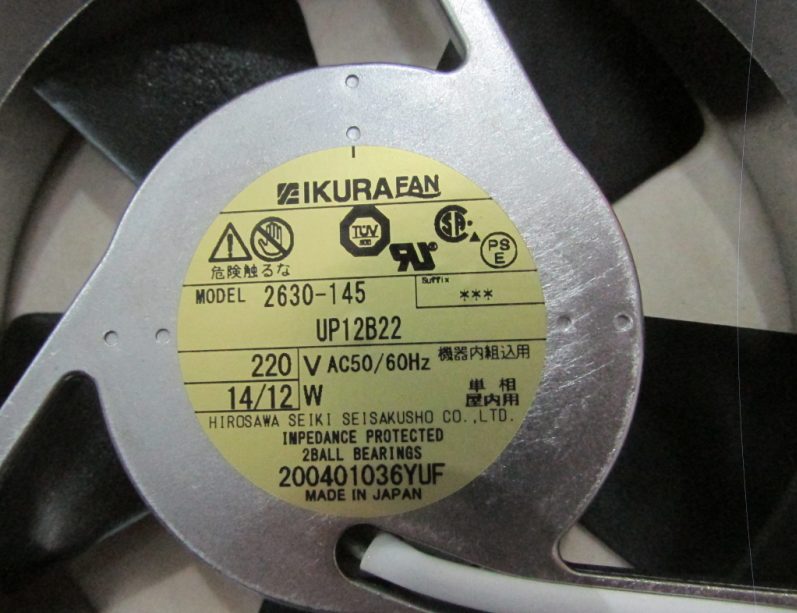 IKURAFAN
TÜV
CSA
PS
E
危険触るな
MODEL 2630-145
Suffix
***
UP12B22
220 V AC50/60Hz 機器内組込用
14/12 W 単相
屋内用
HIROSAWA SEIKI SEISAKUSHO CO.,LTD.
IMPEDANCE PROTECTED
2BALL BEARINGS
200401036YUF
MADE IN JAPAN